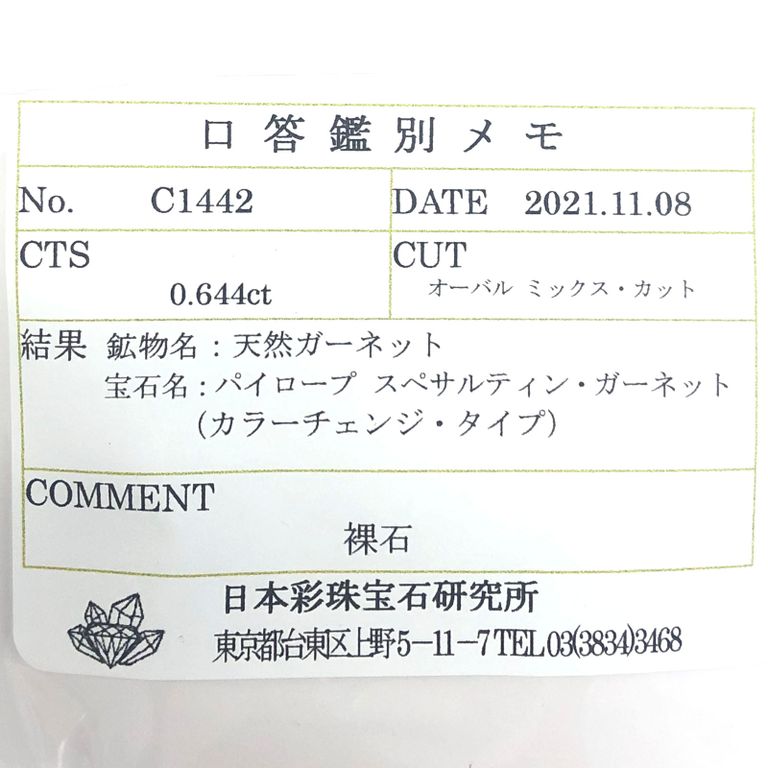 口答鑑別メモ
No. C1442 DATE 2021.11.08
CTS CUT
0.644ct オーバル ミックス・カット
結果 鉱物名：天然ガーネット
宝石名：パイロープ スペサルティン・ガーネット
(カラーチェンジ・タイプ)
COMMENT
裸石
日本彩珠宝石研究所
東京都台東区上野5-11-7 TEL03(3834)3468